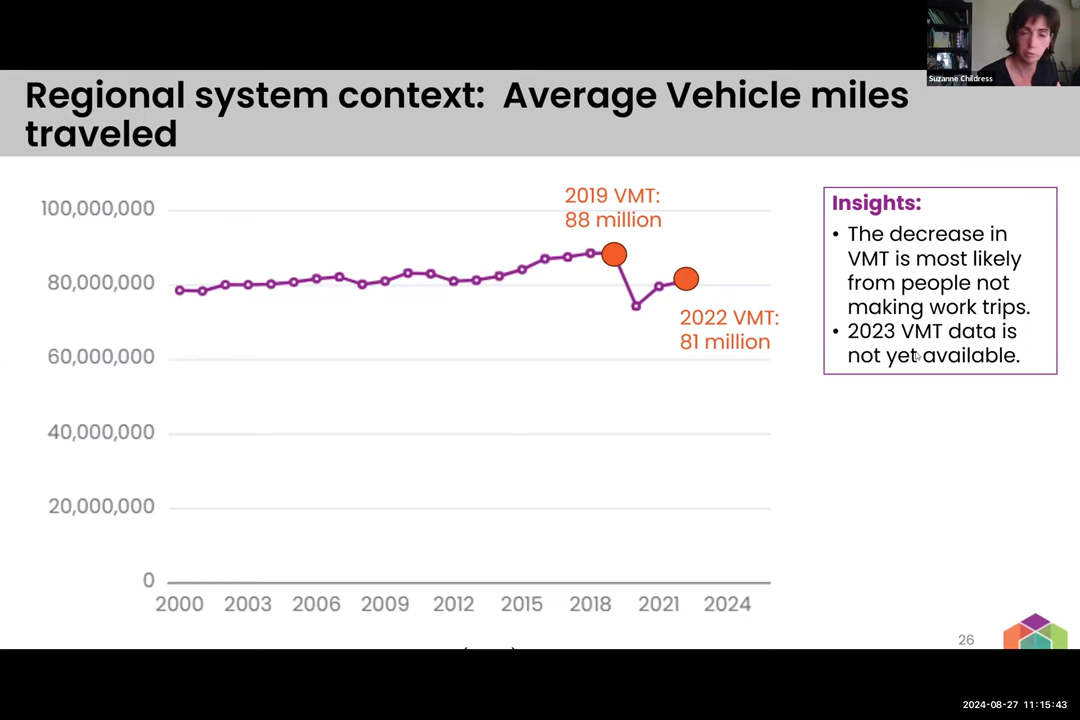 Suzanne Childress
Regional system context:  Average Vehicle miles
traveled
100,000,000
80,000,000
60,000,000
40,000,000
20,000,000
0
2000 2003 2006 2009 2012 2015 2018 2021 2024
2019 VMT:
88 million
2022 VMT:
81 million
Insights:
• The decrease in
VMT is most likely
from people not
making work trips.
• 2023 VMT data is
not yet available.
26
2024-08-27 11:15:43